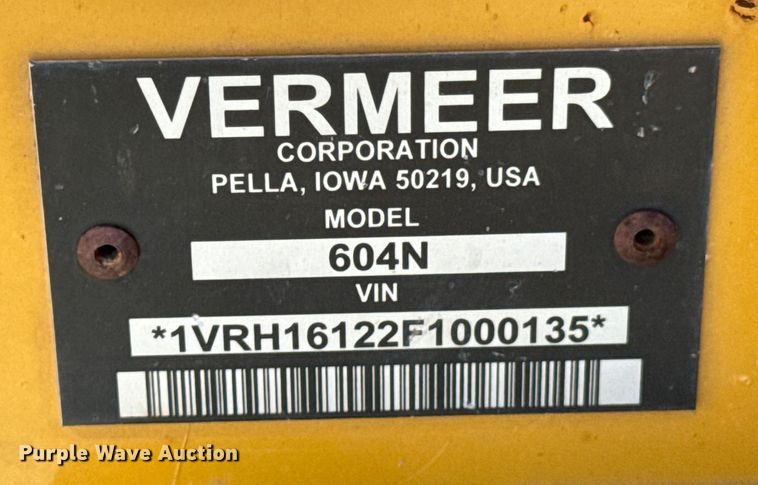 VERMEER
CORPORATION
PELLA, IOWA 50219, USA
MODEL
604N
VIN
*1VRH16122F1000135*
Purple Wave Auction